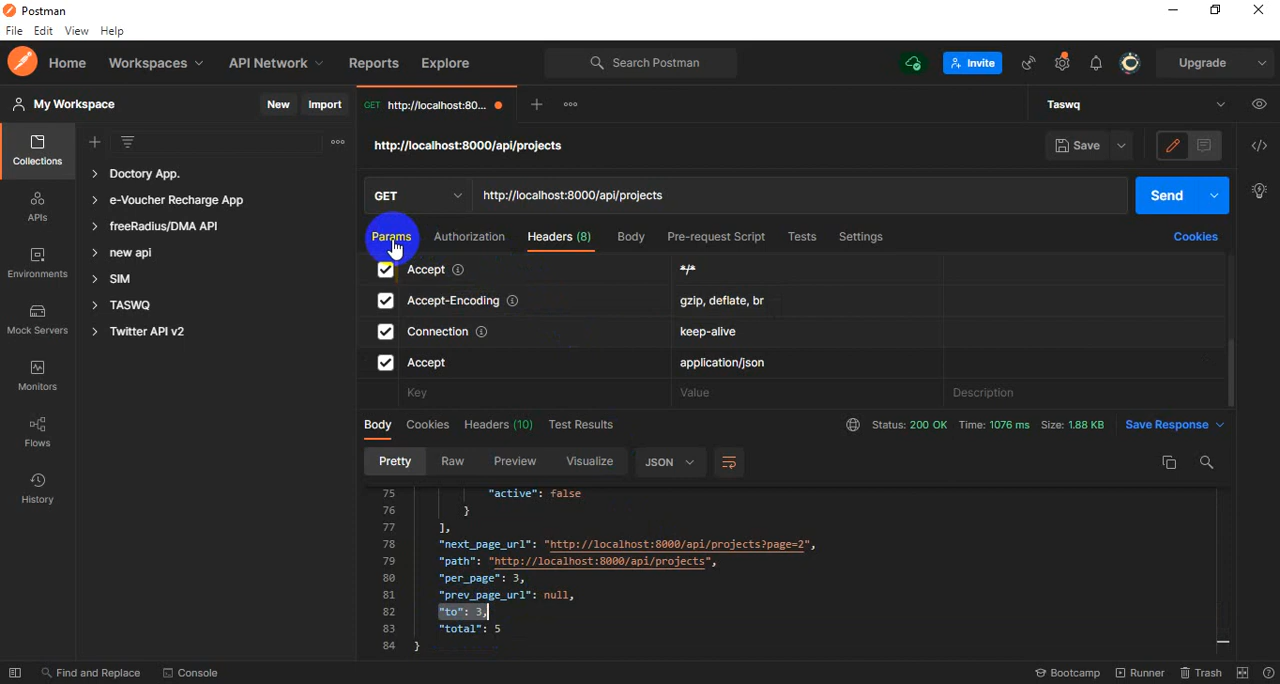 Postman
File Edit View Help
Home Workspaces API Network Reports Explore Search Postman Invite Upgrade
My Workspace New Import GET http://localhost:80... Taswq
http://localhost:8000/api/projects Save
Collections
APIs
Environments
Mock Servers
Monitors
Flows
History
Doctory App.
e-Voucher Recharge App
freeRadius/DMA API
new api
SIM
TASWQ
Twitter API v2
GET http://localhost:8000/api/projects Send
Params Authorization Headers (8) Body Pre-request Script Tests Settings Cookies
Accept */*
Accept-Encoding gzip, deflate, br
Connection keep-alive
Accept application/json
Key Value Description
Body Cookies Headers (10) Test Results Status: 200 OK Time: 1076 ms Size: 1.88 KB Save Response
Pretty Raw Preview Visualize JSON
75 "active": false
76 }
77 ],
78 "next_page_url": "http://localhost:8000/api/projects?page=2",
79 "path": "http://localhost:8000/api/projects",
80 "per_page": 3,
81 "prev_page_url": null,
82 "to": 3,
83 "total": 5
84 }
Find and Replace Console Bootcamp Runner Trash